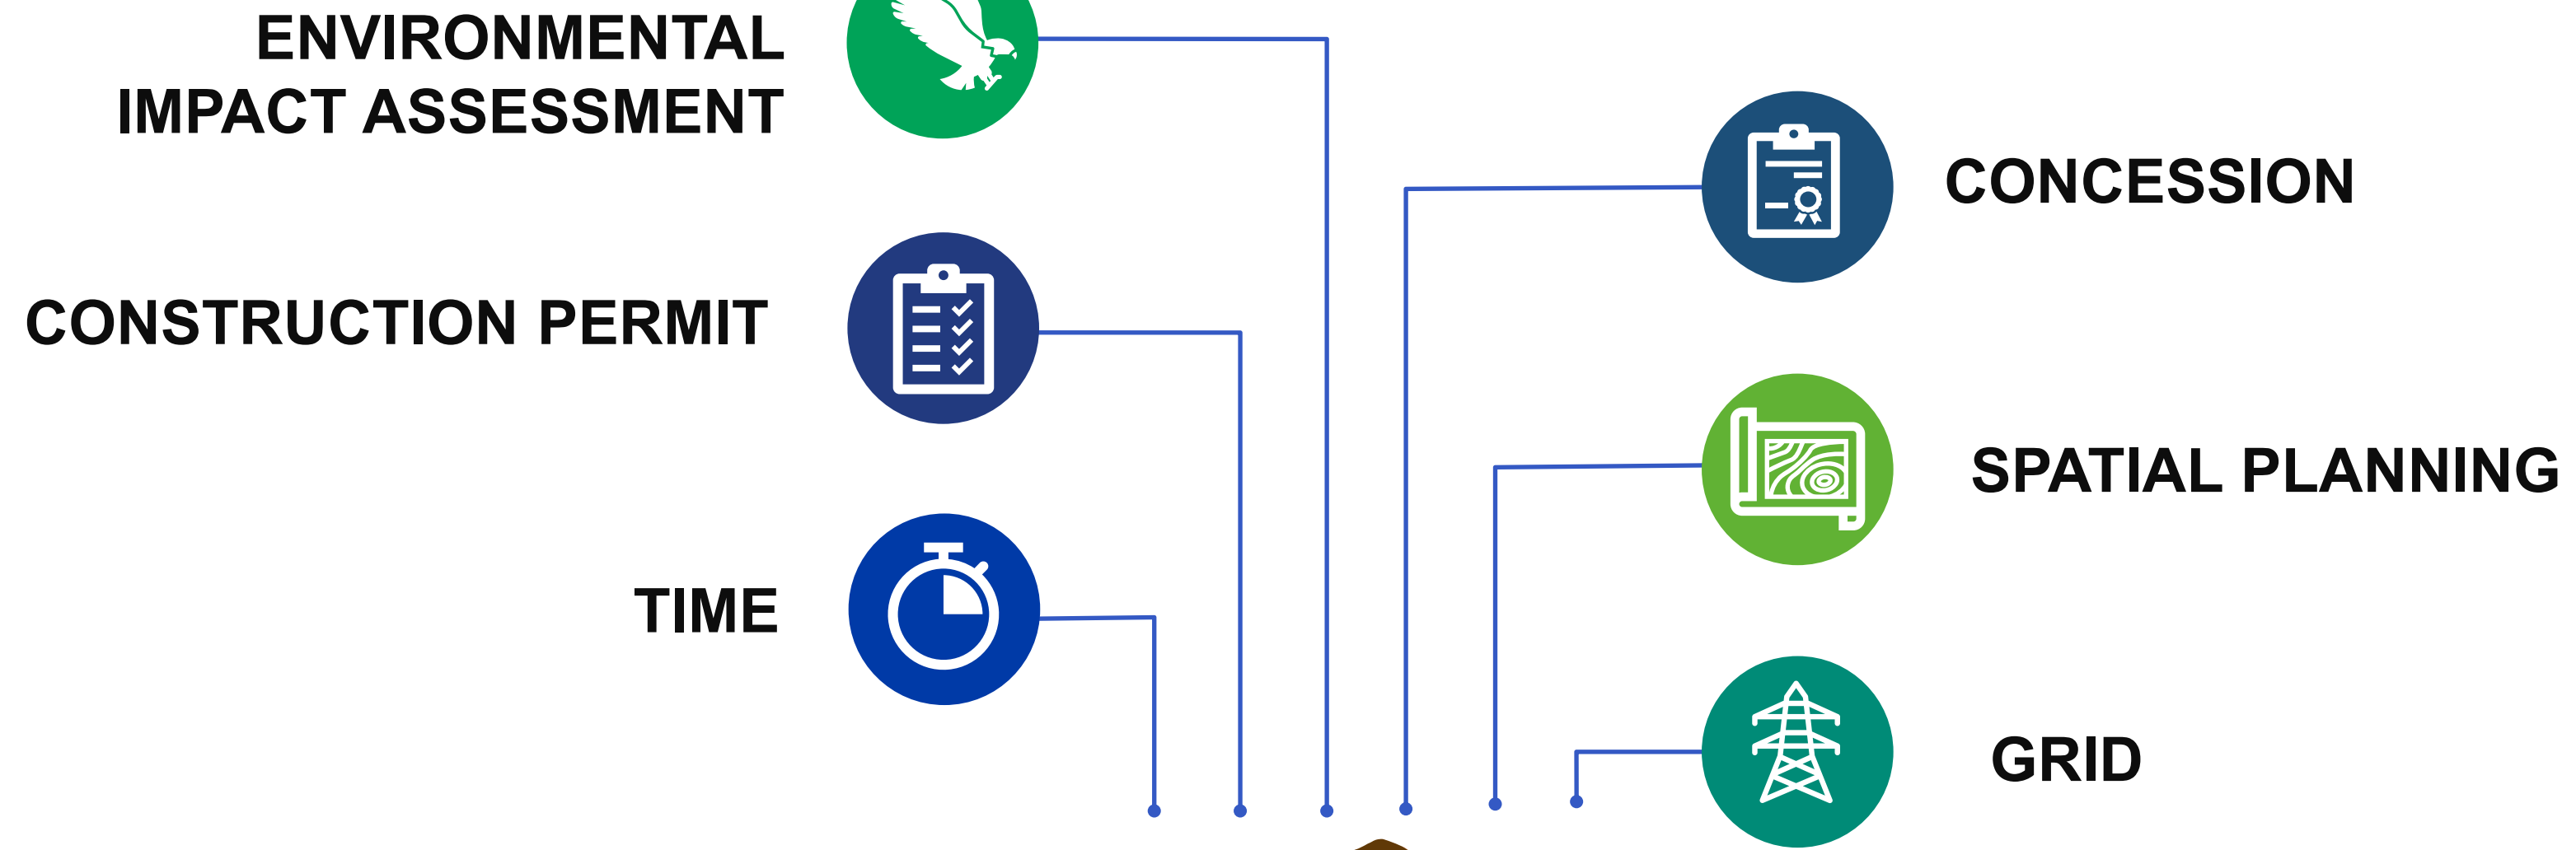 ENVIRONMENTAL
IMPACT ASSESSMENT
CONSTRUCTION PERMIT
TIME
CONCESSION
SPATIAL PLANNING
GRID